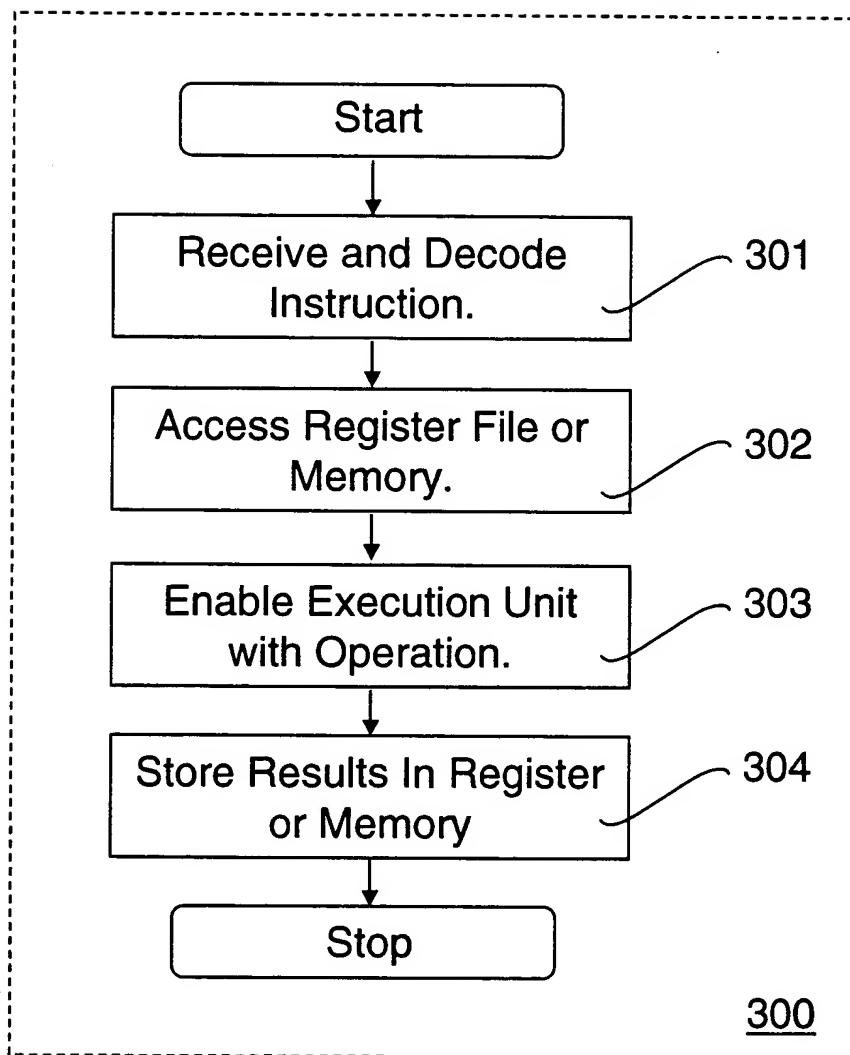 Start
Receive and Decode
Instruction.
301
Access Register File or
Memory.
302
Enable Execution Unit
with Operation.
303
Store Results In Register
or Memory
304
Stop
300